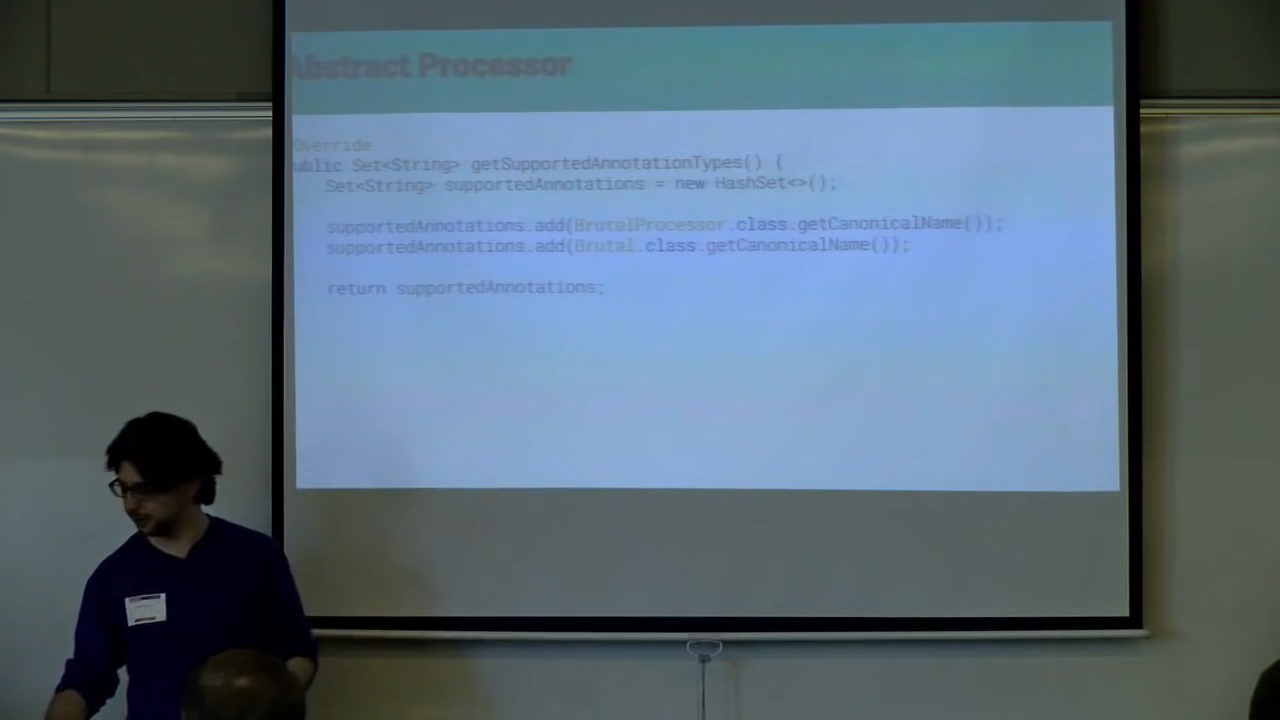 Abstract Processor
Override
ublic Set<String> getSupportedAnnotationTypes() {
Set<String> supportedAnnotations = new HashSet<>();
supportedAnnotations.add(BrutalProcessor.class.getCanonicalName());
supportedAnnotations.add(Brutal.class.getCanonicalName());
return supportedAnnotations;